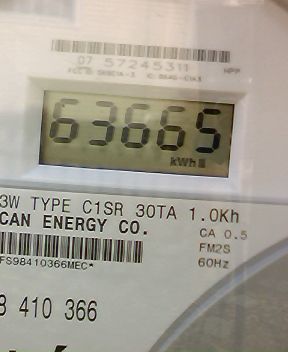 07 57245311
63665
kWh
3W TYPE C1SR 30TA 1.0Kh
CAN ENERGY CO.
CA 0.5
FM2S
FS98410366MEC*
60Hz
8 410 366